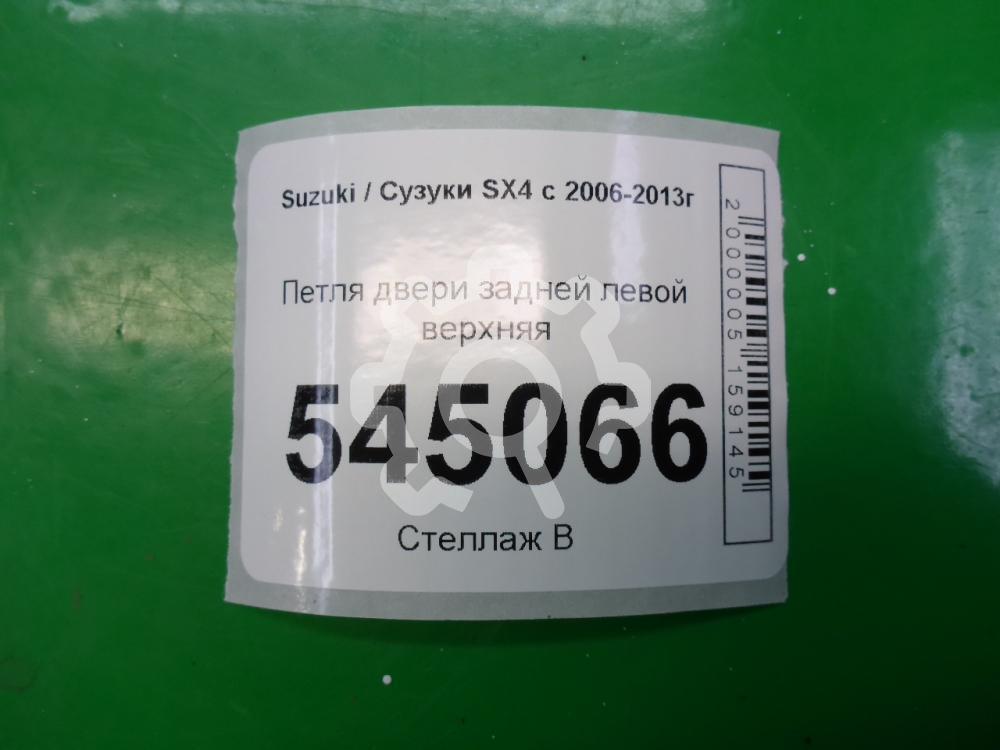 Suzuki / Сузуки SX4 с 2006-2013г
Петля двери задней левой
верхняя
545066
Стеллаж В
2000005159145